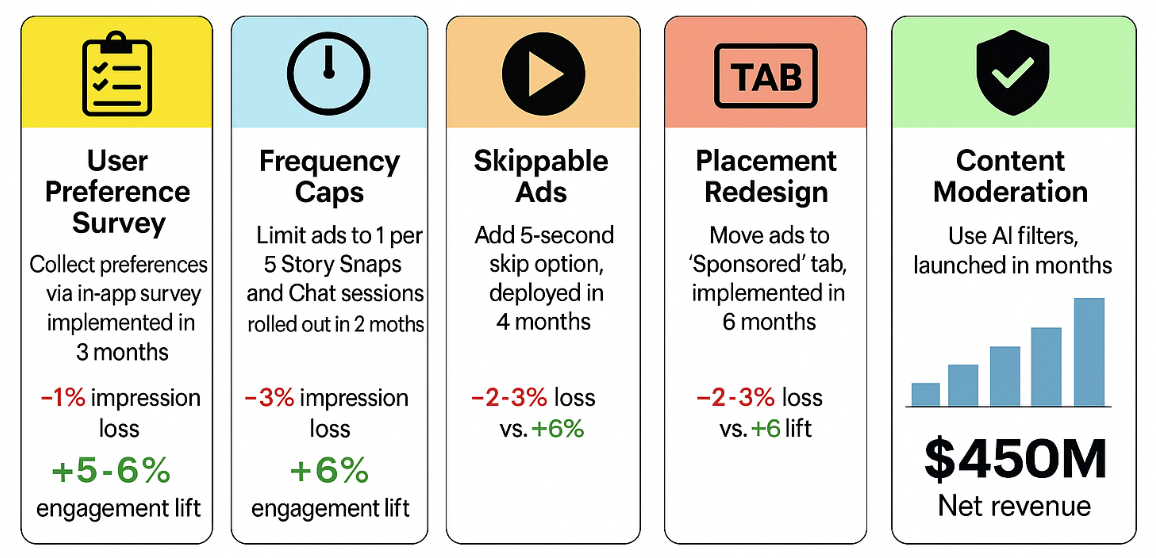 User
Preference
Survey
Collect preferences
via in-app survey
implemented in
3 months
−1% impression
loss
+5-6%
engagement lift
Frequency
Caps
Limit ads to 1 per
5 Story Snaps
and Chat sessions
rolled out in 2 moths
−3% impression
loss
+6%
engagement lift
Skippable
Ads
Add 5-second
skip option,
deployed in
4 months
−2-3% loss
vs. +6%
TAB
Placement
Redesign
Move ads to
‘Sponsored’ tab,
implemented in
6 months
−2-3% loss
vs. +6 lift
Content
Moderation
Use AI filters,
launched in months
$450M
Net revenue